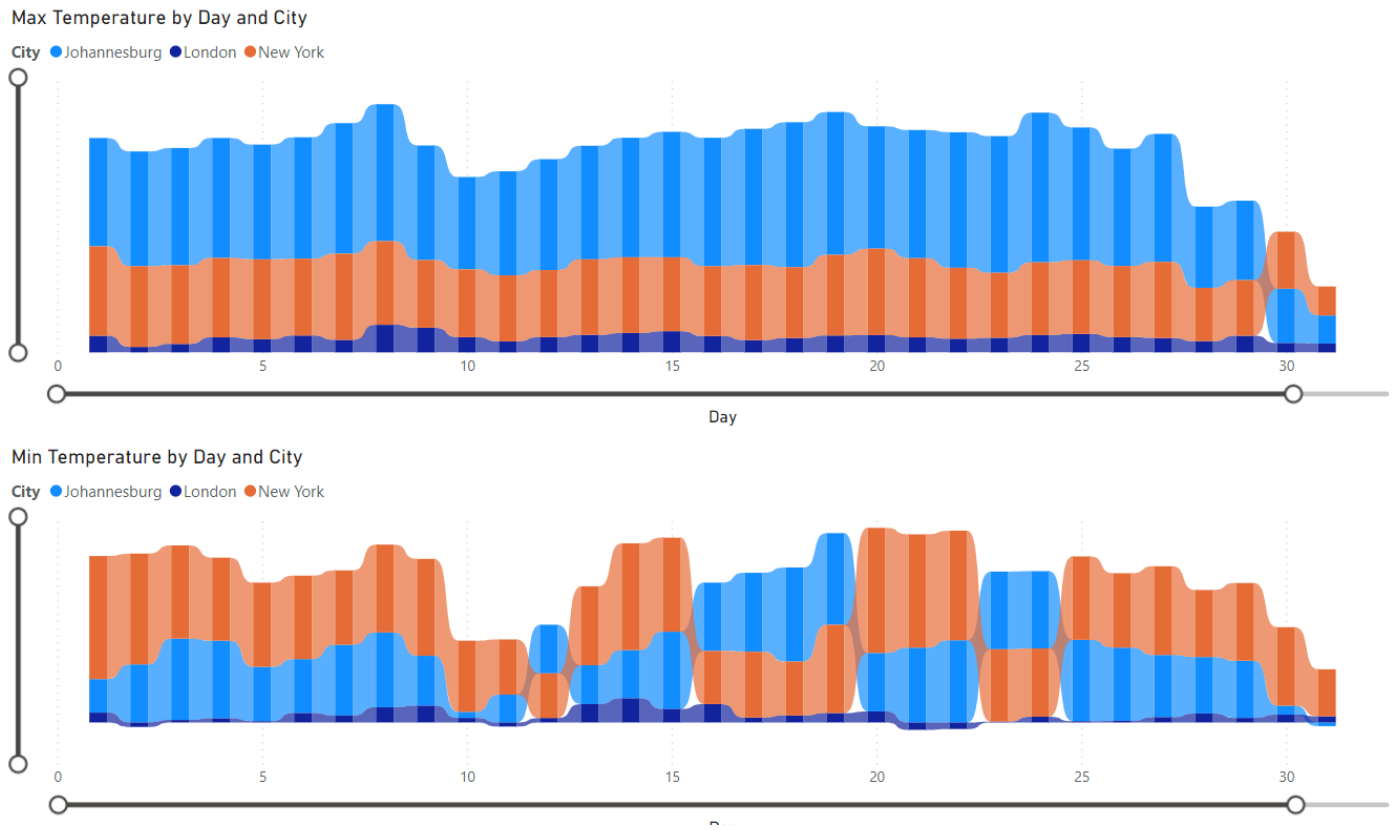 Max Temperature by Day and City
City Johannesburg London New York
0 5 10 15 20 25 30
Day
Min Temperature by Day and City
City Johannesburg London New York
0 5 10 15 20 25 30